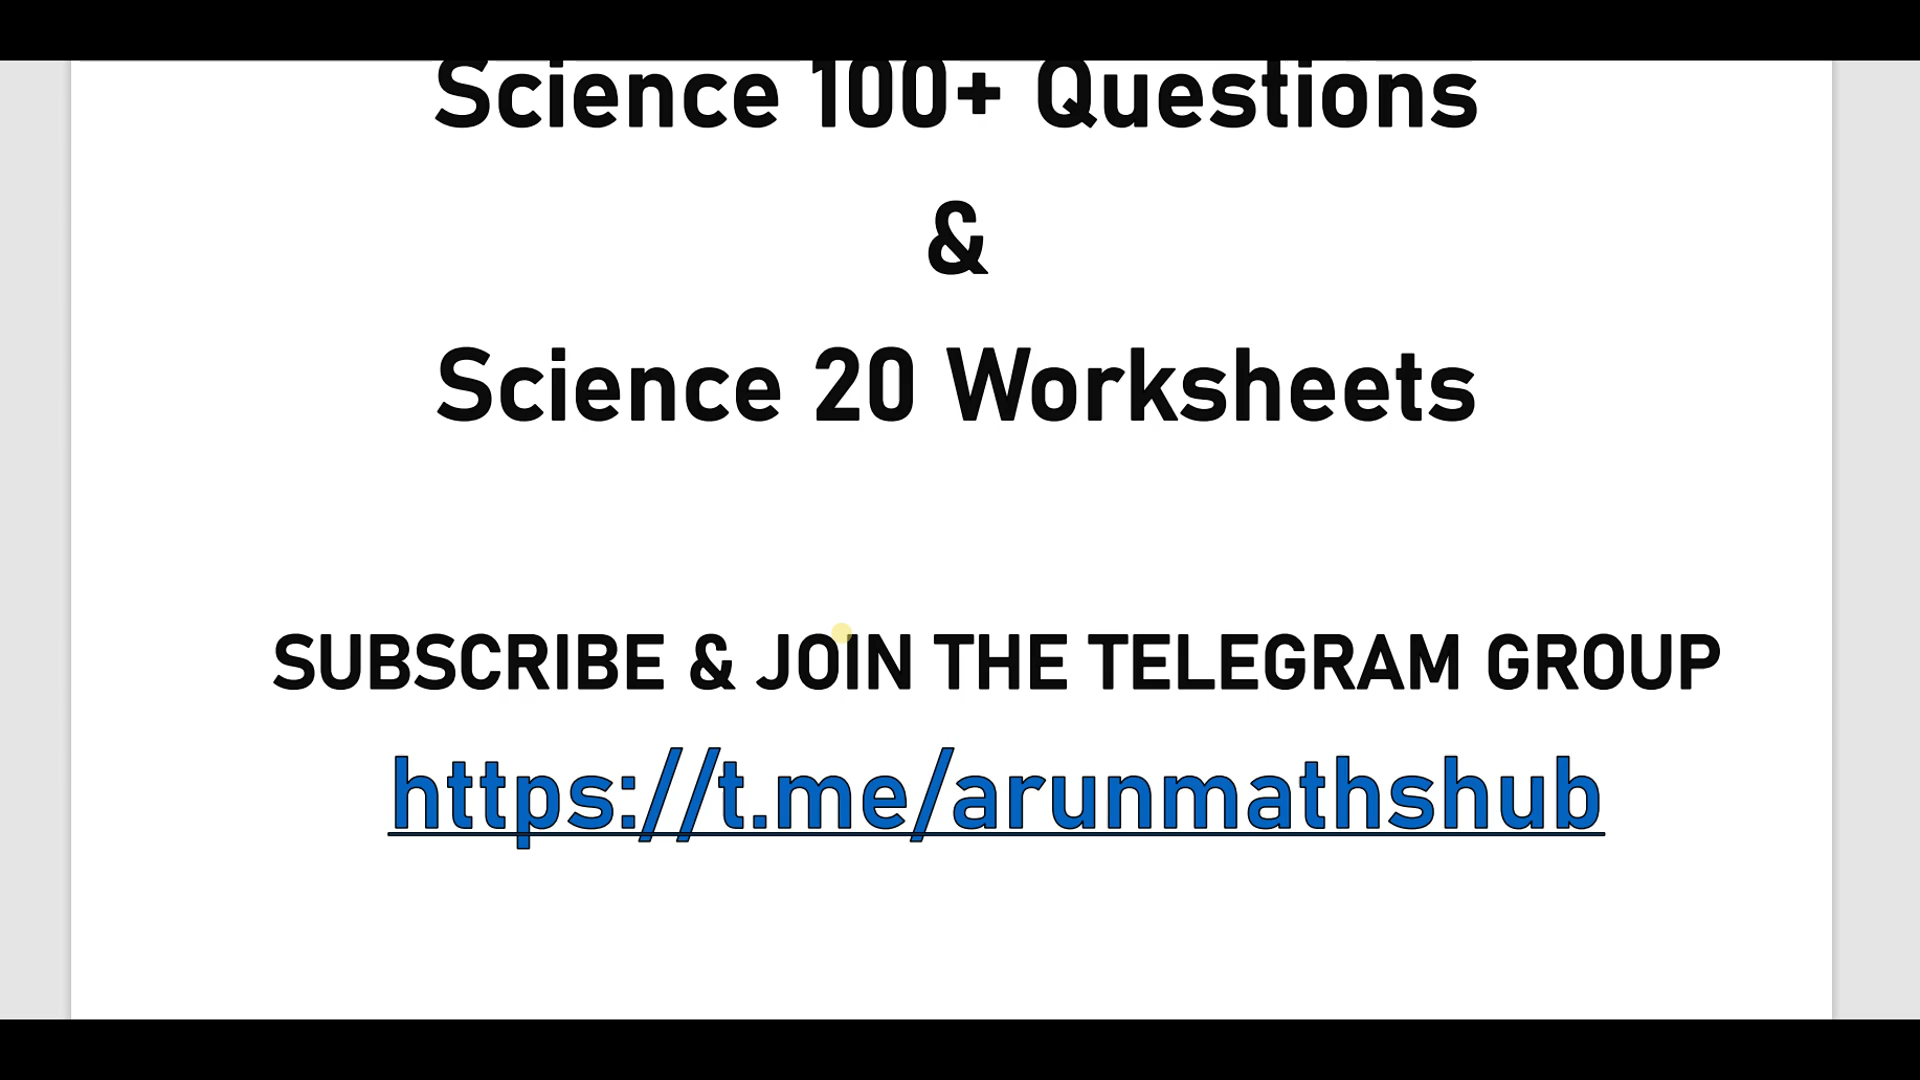 Science 100+ Questions
&
Science 20 Worksheets
SUBSCRIBE & JOIN THE TELEGRAM GROUP
https://t.me/arunmathshub